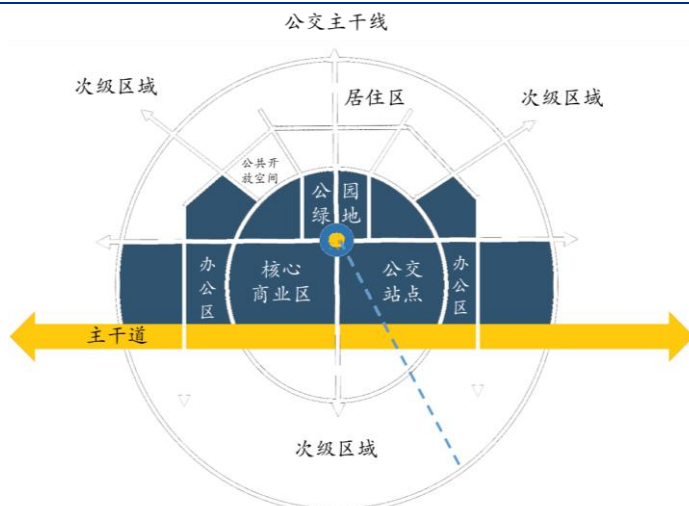 公交主干线
次级区域
居住区
次级区域
公共开
放空间
公园
绿地
办公区
核心
商业区
公交
站点
办公区
主干道
次级区域